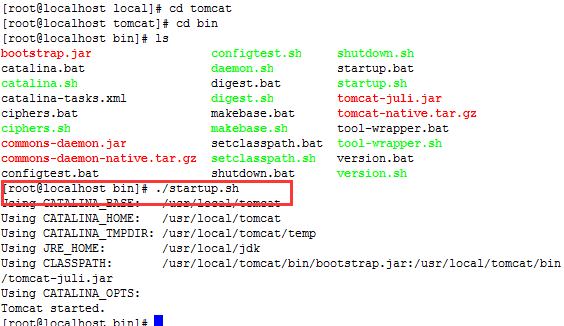 [root@localhost local]# cd tomcat
[root@localhost tomcat]# cd bin
[root@localhost bin]# ls
bootstrap.jar configtest.sh shutdown.sh
catalina.bat daemon.sh startup.bat
catalina.sh digest.bat startup.sh
catalina-tasks.xml digest.sh tomcat-juli.jar
ciphers.bat makebase.bat tomcat-native.tar.gz
ciphers.sh makebase.sh tool-wrapper.bat
commons-daemon.jar setclasspath.bat tool-wrapper.sh
commons-daemon-native.tar.gz setclasspath.sh version.bat
configtest.bat shutdown.bat version.sh
[root@localhost bin]# ./startup.sh
Using CATALINA_BASE: /usr/local/tomcat
Using CATALINA_HOME: /usr/local/tomcat
Using CATALINA_TMPDIR: /usr/local/tomcat/temp
Using JRE_HOME: /usr/local/jdk
Using CLASSPATH: /usr/local/tomcat/bin/bootstrap.jar:/usr/local/tomcat/bin
/tomcat-juli.jar
Using CATALINA_OPTS:
Tomcat started.
[root@localhost bin]#